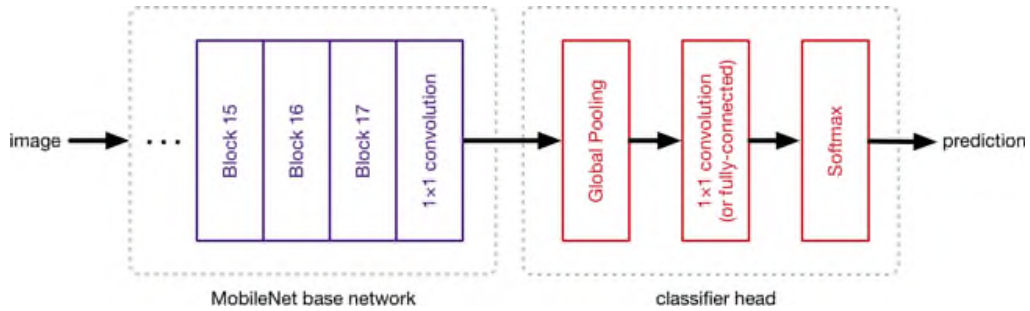 image
...
Block 15
Block 16
Block 17
1×1 convolution
Global Pooling
1×1 convolution
(or fully-connected)
Softmax
prediction
MobileNet base network
classifier head